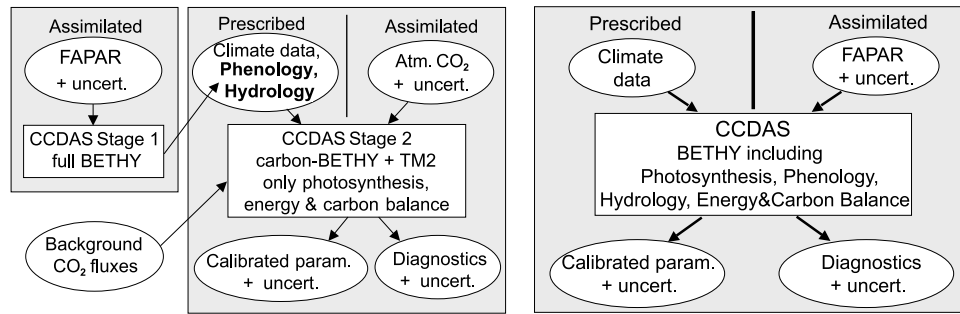 Assimilated
FAPAR
+ uncert.
CCDAS Stage 1
full BETHY
Background
CO₂ fluxes
Prescribed
Climate data,
Phenology,
Hydrology
Assimilated
Atm. CO₂
+ uncert.
CCDAS Stage 2
carbon-BETHY + TM2
only photosynthesis,
energy & carbon balance
Calibrated param.
+ uncert.
Diagnostics
+ uncert.
Prescribed
Climate
data
Assimilated
FAPAR
+ uncert.
CCDAS
BETHY including
Photosynthesis, Phenology,
Hydrology, Energy&Carbon Balance
Calibrated param.
+ uncert.
Diagnostics
+ uncert.